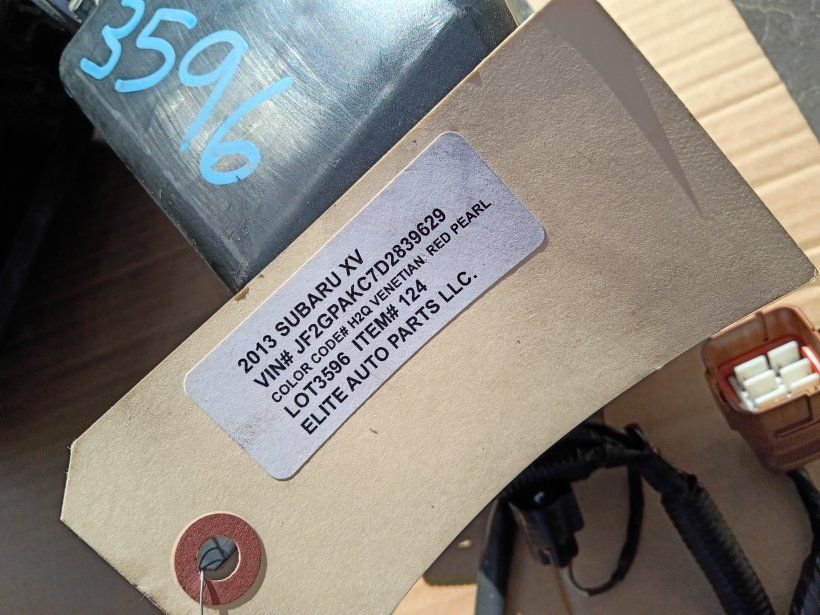 3596
2013 SUBARU XV
VIN# JF2GPAKC7D2839629
COLOR CODE# H2Q VENETIAN RED PEARL
LOT3596 ITEM# 124
ELITE AUTO PARTS LLC.